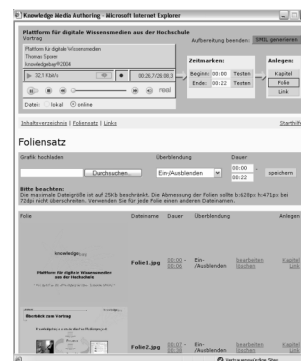 Knowledge Media Authoring - Microsoft Internet Explorer
Plattform für digitale Wissensmedien aus der Hochschule
Vortrag
Aufbereitung beenden: SMIL generieren
Plattform für digitale Wissensmedien
Thomas Sporer
knowledgebay©2004
32.1 Kbit/s 00:26.7/28:88.3
real
Datei: lokal online
Zeitmarken:
Beginn: 00:00 Testen
Ende: 00:22 Testen
Anlegen:
Kapitel
Folie
Link
Inhaltsverzeichnis | Foliensatz | Links Starthilfe
Foliensatz
Grafik hochladen Überblendung Dauer
Durchsuchen... Ein-/Ausblenden 00:00 - 00:22 speichern
Bitte beachten:
Die maximale Dateigröße ist auf 25kb beschränkt. Die Abmessung der Folien sollte b:628px h:471px bei
72dpi nicht überschreiten. Verwenden Sie für jede Folie einen anderen Dateinamen.
Folie Dateiname Dauer Überblendung Anlegen
knowledgebay
Plattform für digitale Wissensmedien
aus der Hochschule
Folie1.jpg 00:00 - 00:06 Ein-/Ausblenden bearbeiten löschen Kapitel Link
Überblick zum Vortrag
Folie2.jpg 00:07 - 00:38 Ein-/Ausblenden bearbeiten löschen Kapitel Link
Vertrauenswürdige Sites